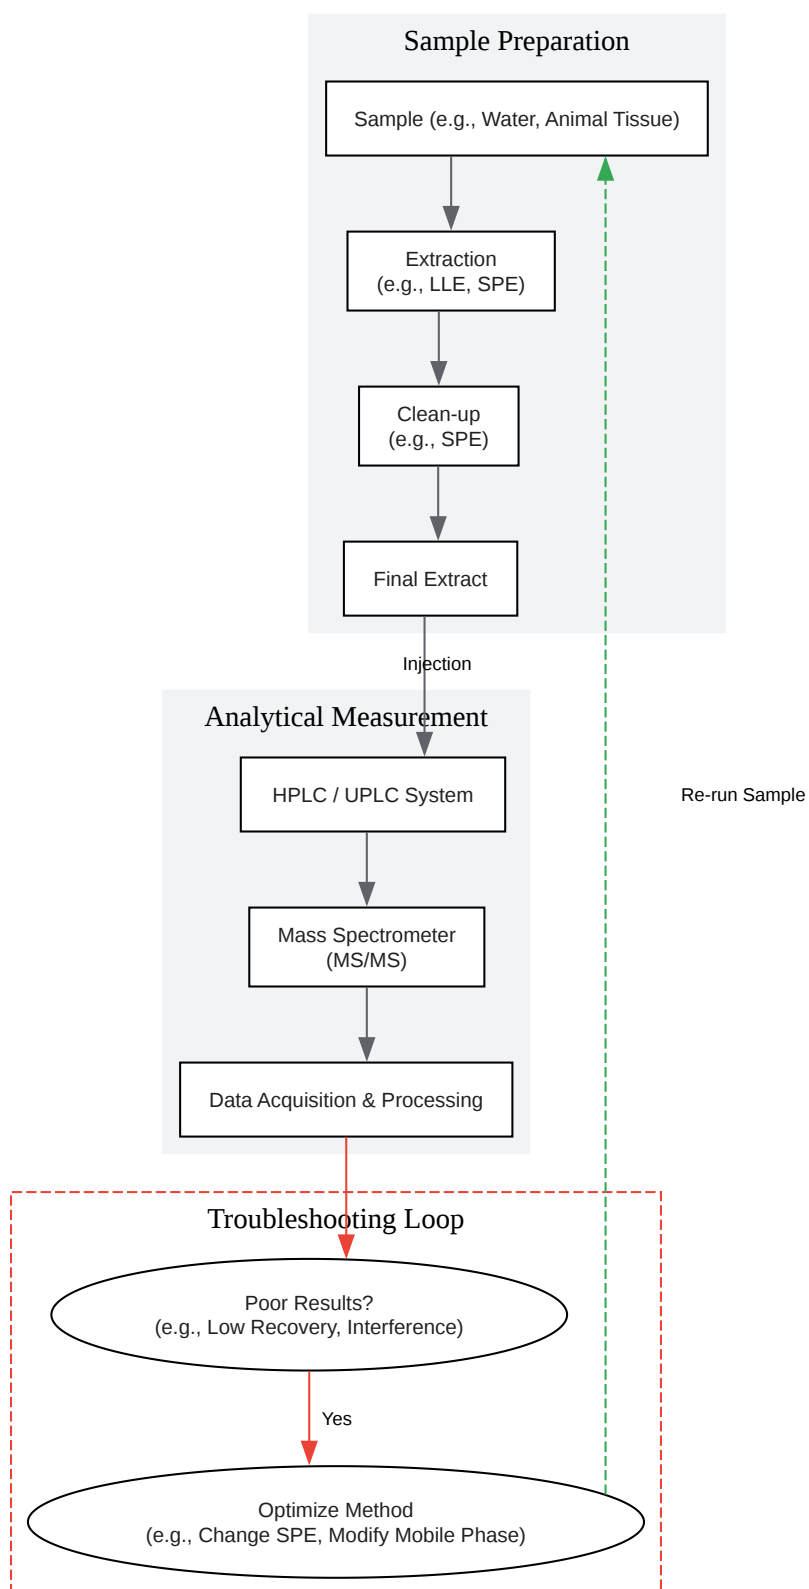 Sample Preparation
Sample (e.g., Water, Animal Tissue)
Extraction
(e.g., LLE, SPE)
Clean-up
(e.g., SPE)
Final Extract
Injection
Analytical Measurement
HPLC / UPLC System
Re-run Sample
Mass Spectrometer
(MS/MS)
Data Acquisition & Processing
Troubleshooting Loop
Poor Results?
(e.g., Low Recovery, Interference)
Yes
Optimize Method
(e.g., Change SPE, Modify Mobile Phase)